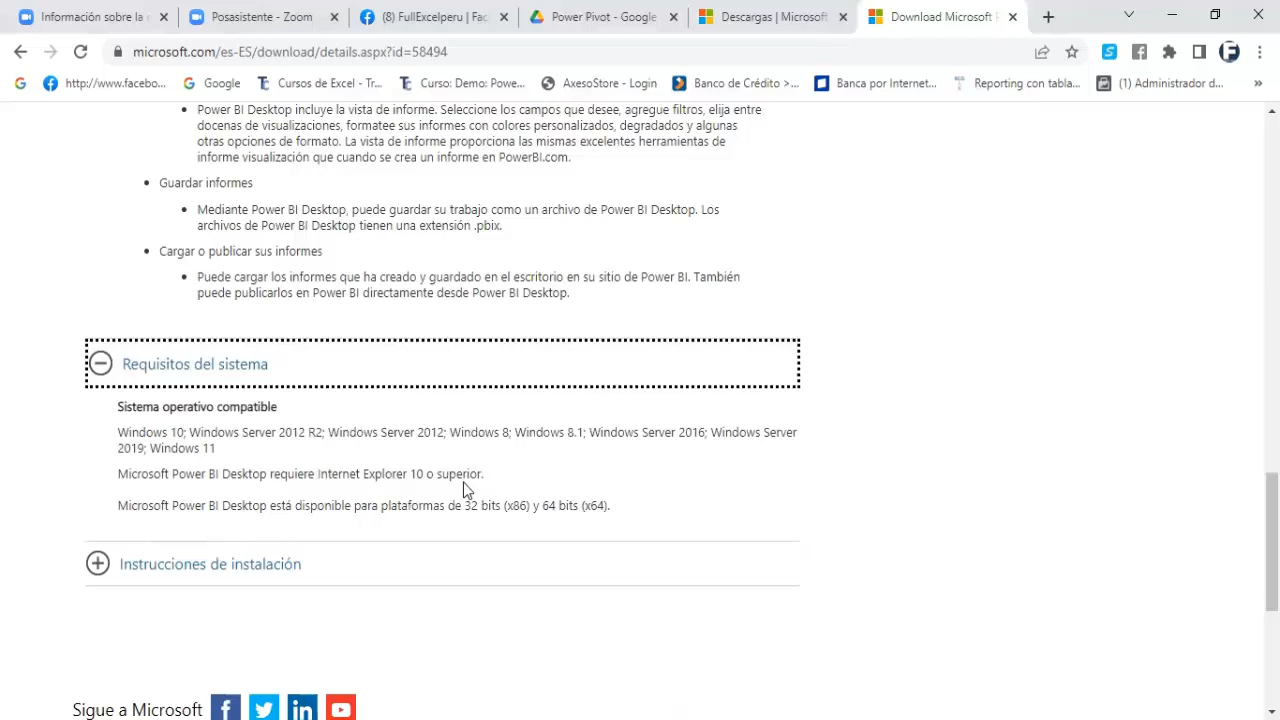 Información sobre la
Posasistenté - Zoom
(8) FullExcelperu | Fac
Power Pivot - Google
Descargas | Microsoft
Download Microsoft
microsoft.com/es-ES/download/details.aspx?id=58494
http://www.facebo...
Google
Cursos de Excel - Tr...
Curso: Demo: Powe...
AxesoStore - Login
Banco de Crédito >...
Banca por Internet...
Reporting con tabla...
(1) Administrador d...
• Power BI Desktop incluye la vista de informe. Seleccione los campos que desee, agregue filtros, elija entre
docenas de visualizaciones, formatee sus informes con colores personalizados, degradados y algunas
otras opciones de formato. La vista de informe proporciona las mismas excelentes herramientas de
informe visualización que cuando se crea un informe en PowerBI.com.
• Guardar informes
• Mediante Power BI Desktop, puede guardar su trabajo como un archivo de Power BI Desktop. Los
archivos de Power BI Desktop tienen una extensión .pbix.
• Cargar o publicar sus informes
• Puede cargar los informes que ha creado y guardado en el escritorio en su sitio de Power BI. También
puede publicarlos en Power BI directamente desde Power BI Desktop.
Requisitos del sistema
Sistema operativo compatible
Windows 10; Windows Server 2012 R2; Windows Server 2012; Windows 8; Windows 8.1; Windows Server 2016; Windows Server
2019; Windows 11
Microsoft Power BI Desktop requiere Internet Explorer 10 o superior.
Microsoft Power BI Desktop está disponible para plataformas de 32 bits (x86) y 64 bits (x64).
Instrucciones de instalación
Sigue a Microsoft